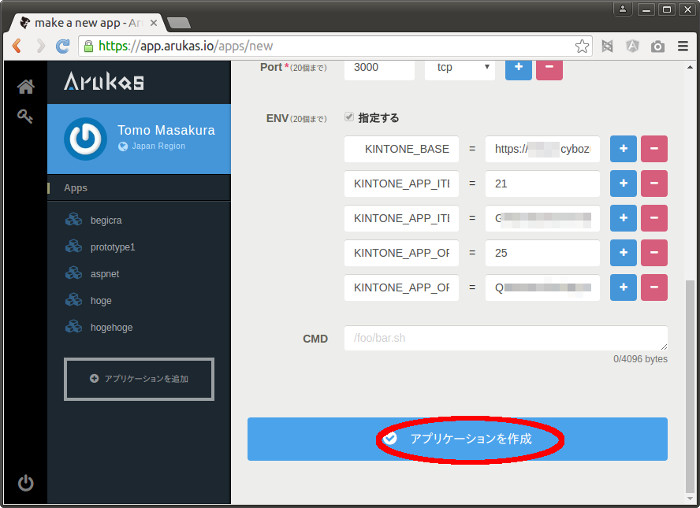 make a new app - Aru
https://app.arukas.io/apps/new
Arukas
Tomo Masakura
Japan Region
Apps
begicra
prototype1
aspnet
hoge
hogehoge
アプリケーションを追加
Port * (20個まで) 3000 tcp
ENV (20個まで) 指定する
KINTONE_BASE = https:// cyboz
KINTONE_APP_ITI = 21
KINTONE_APP_ITI = G
KINTONE_APP_OF = 25
KINTONE_APP_OF = Q
CMD /foo/bar.sh
0/4096 bytes
アプリケーションを作成